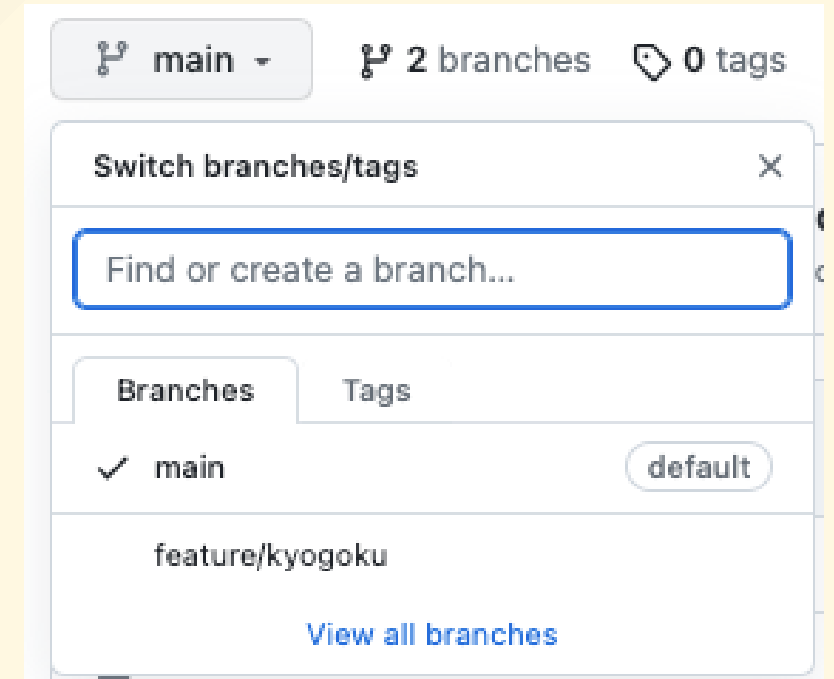 main 2 branches 0 tags
Switch branches/tags
Find or create a branch...
Branches Tags
main default
feature/kyogoku
View all branches